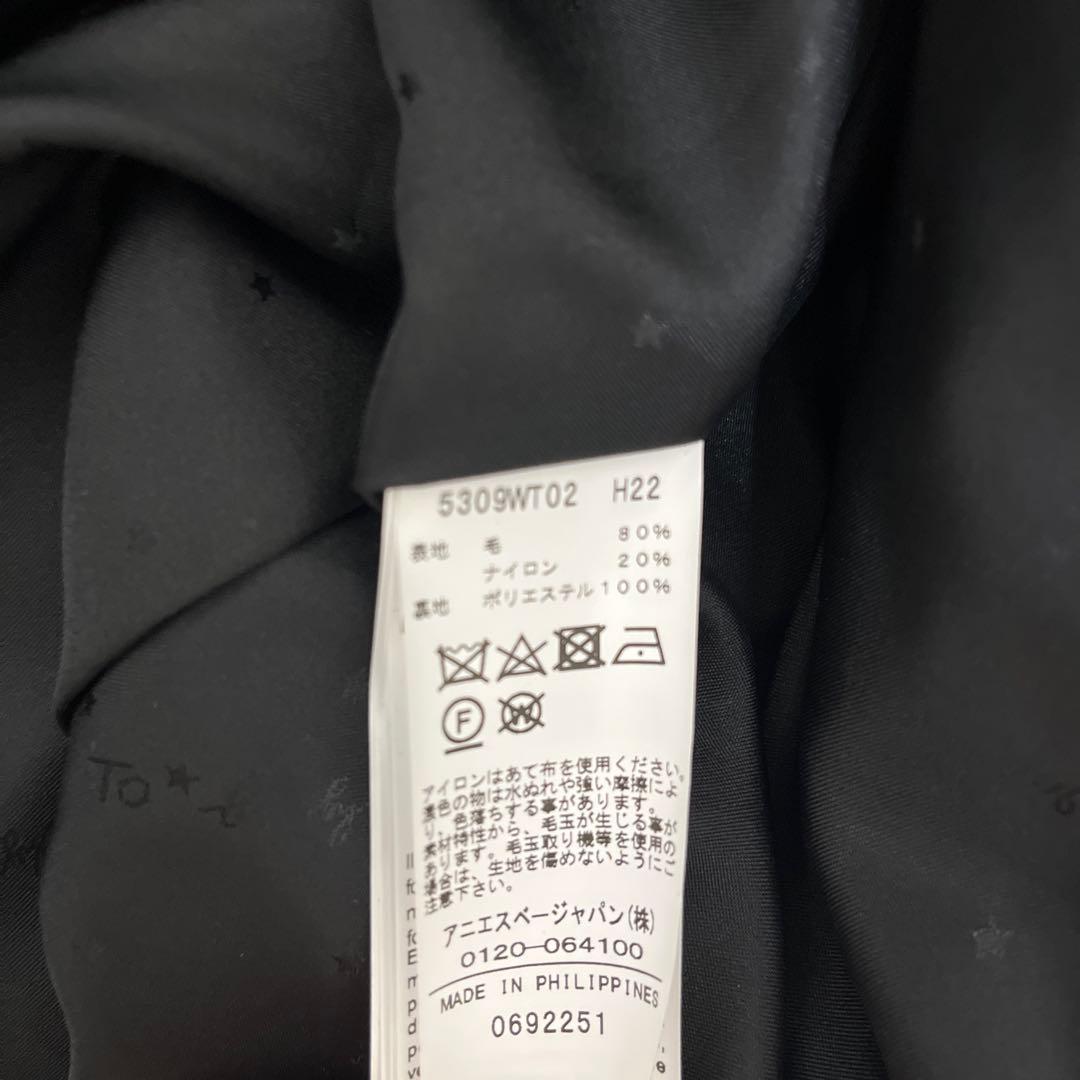 5309WT02 H22
表地 毛 80%
ナイロン 20%
裏地 ポリエステル 100%
F
W
アイロンはあて布を使用ください。
濃色の物は水ぬれや強い摩擦によ
り、色落ちする事があります。
素材特性から、毛玉が生じる事が
あります。毛玉取り機等を使用のご
場合は、生地を傷めないように
注意下さい。
アニエスベージャパン(株)
0120-064100
MADE IN PHILIPPINES
0692251
TO